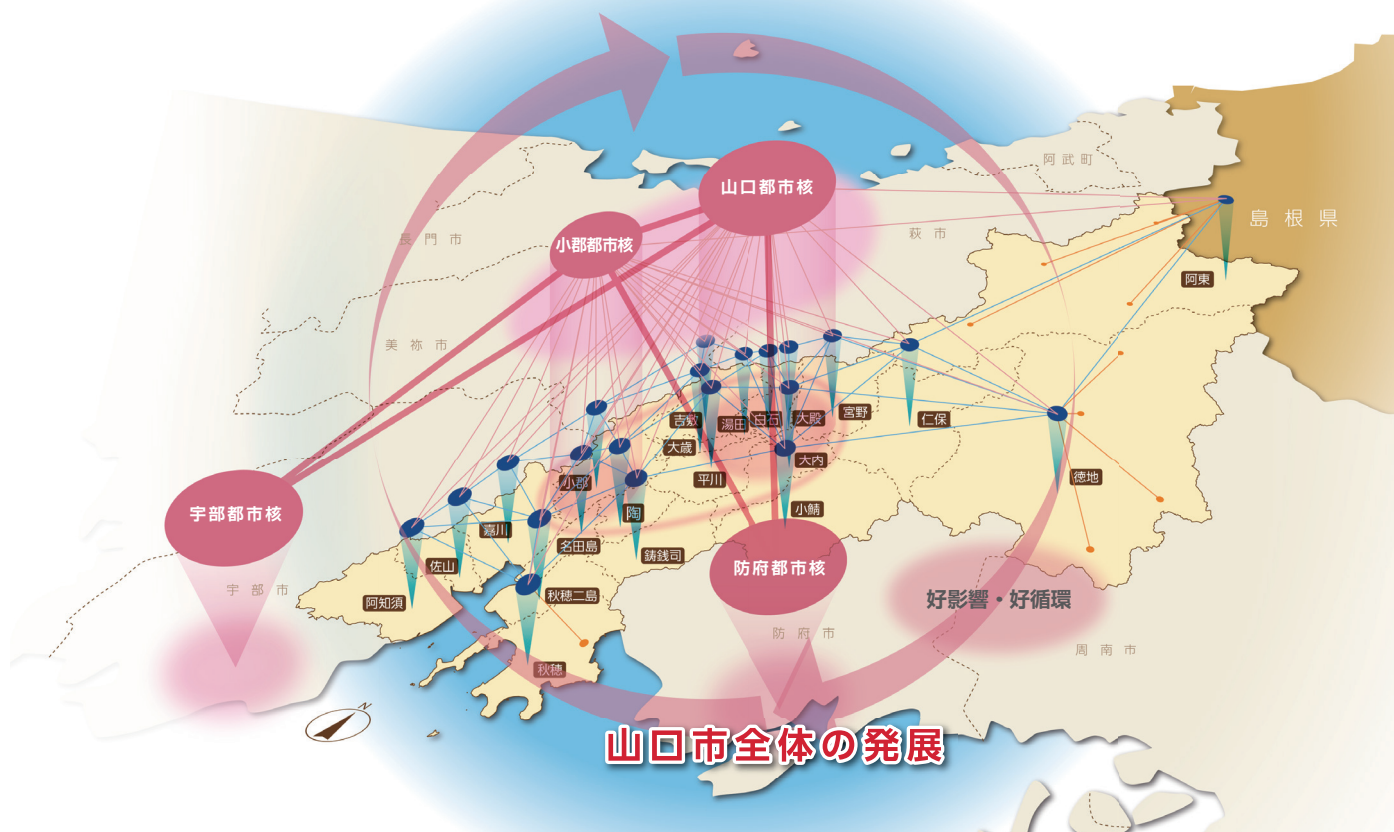 山口都市核
阿武町
島根県
小郡都市核
長門市
萩市
阿東
美祢市
吉敷
湯田
白石
大殿
宮野
仁保
大歳
大内
平川
徳地
小郡
小鯖
宇部都市核
陶
嘉川
名田島
鋳銭司
防府都市核
佐山
宇部市
阿知須
秋穂二島
好影響・好循環
防府市
周南市
秋穂
N
山口市全体の発展